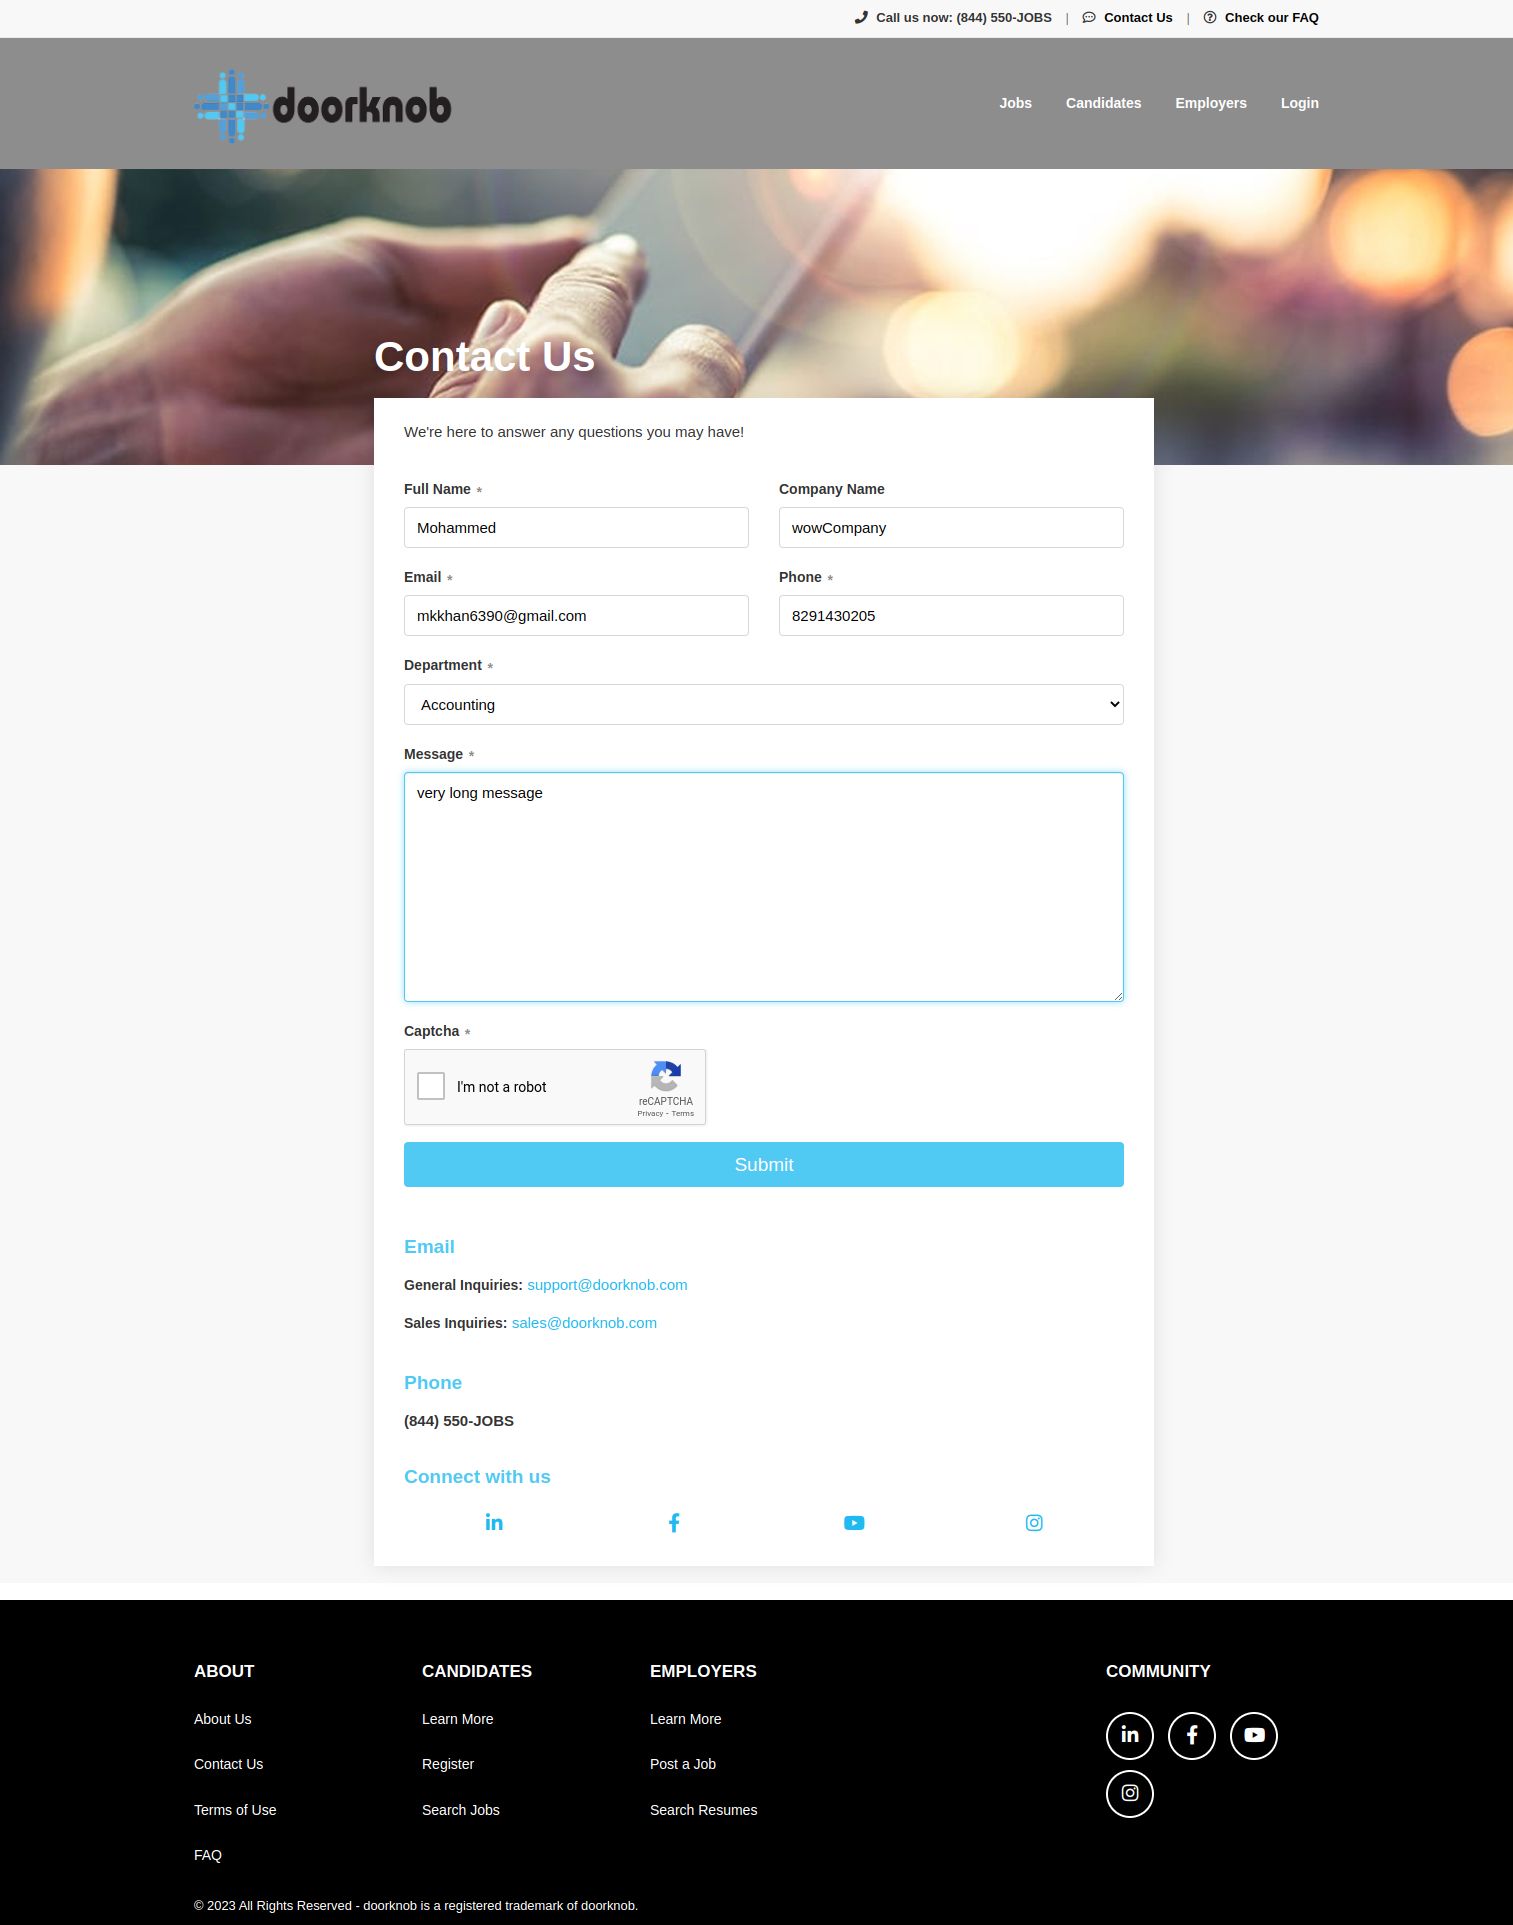 Call us now: (844) 550-JOBS | Contact Us | Check our FAQ
doorknob
Jobs Candidates Employers Login
Contact Us
We're here to answer any questions you may have!
Full Name * Company Name
Mohammed wowCompany
Email * Phone *
mkkhan6390@gmail.com 8291430205
Department *
Accounting
Message *
very long message
Captcha *
I'm not a robot
reCAPTCHA
Privacy - Terms
Submit
Email
General Inquiries: support@doorknob.com
Sales Inquiries: sales@doorknob.com
Phone
(844) 550-JOBS
Connect with us
ABOUT CANDIDATES EMPLOYERS COMMUNITY
About Us Learn More Learn More
Contact Us Register Post a Job
Terms of Use Search Jobs Search Resumes
FAQ
© 2023 All Rights Reserved - doorknob is a registered trademark of doorknob.